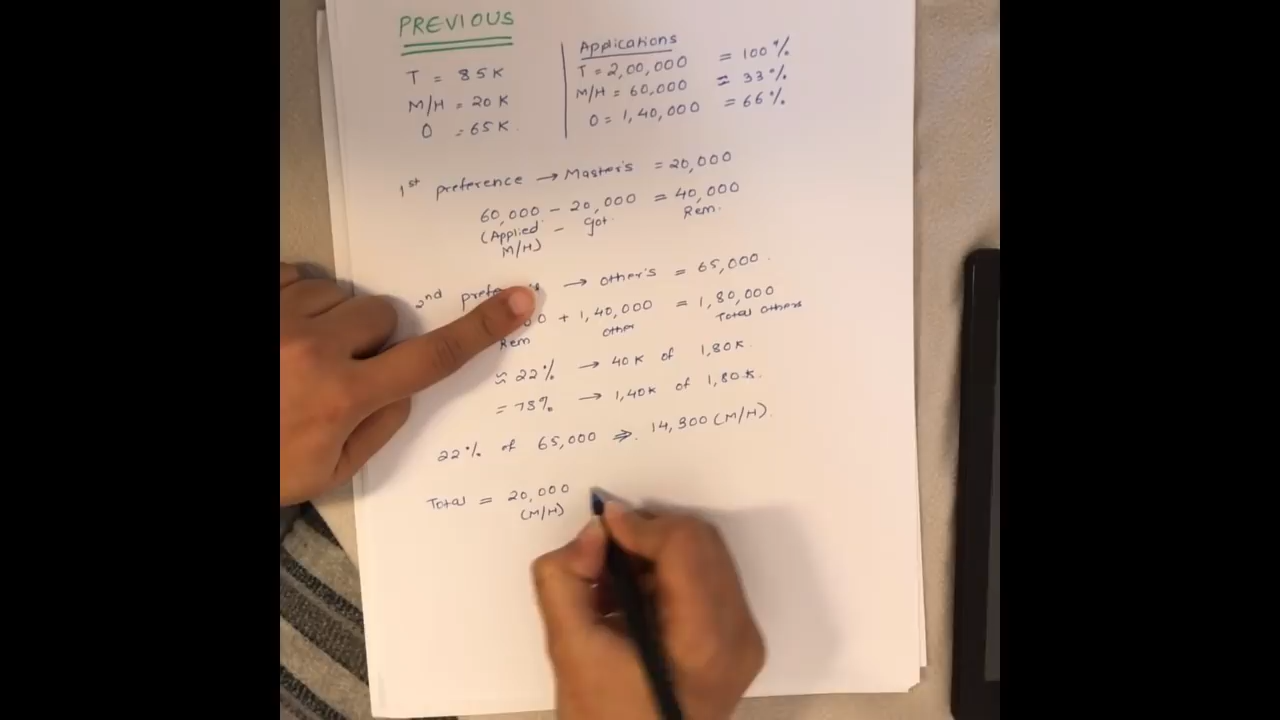 PREVIOUS
T = 85K
M/H = 20K
O = 65K.
Applications
T = 2,00,000 = 100%
M/H = 60,000 = 33%
O = 1,40,000 = 66%
1st preference → Master's = 20,000
60,000 - 20,000 = 40,000
(Applied - Got. Rem.
M/H)
2nd → Other's = 65,000.
+ 1,40,000 = 1,80,000
Rem Other Total Others
≈ 22% → 40K of 1,80K.
= 78% → 1,40K of 1,80K.
22% of 65,000 ⇒ 14,300 (M/H).
Total = 20,000
(M/H)